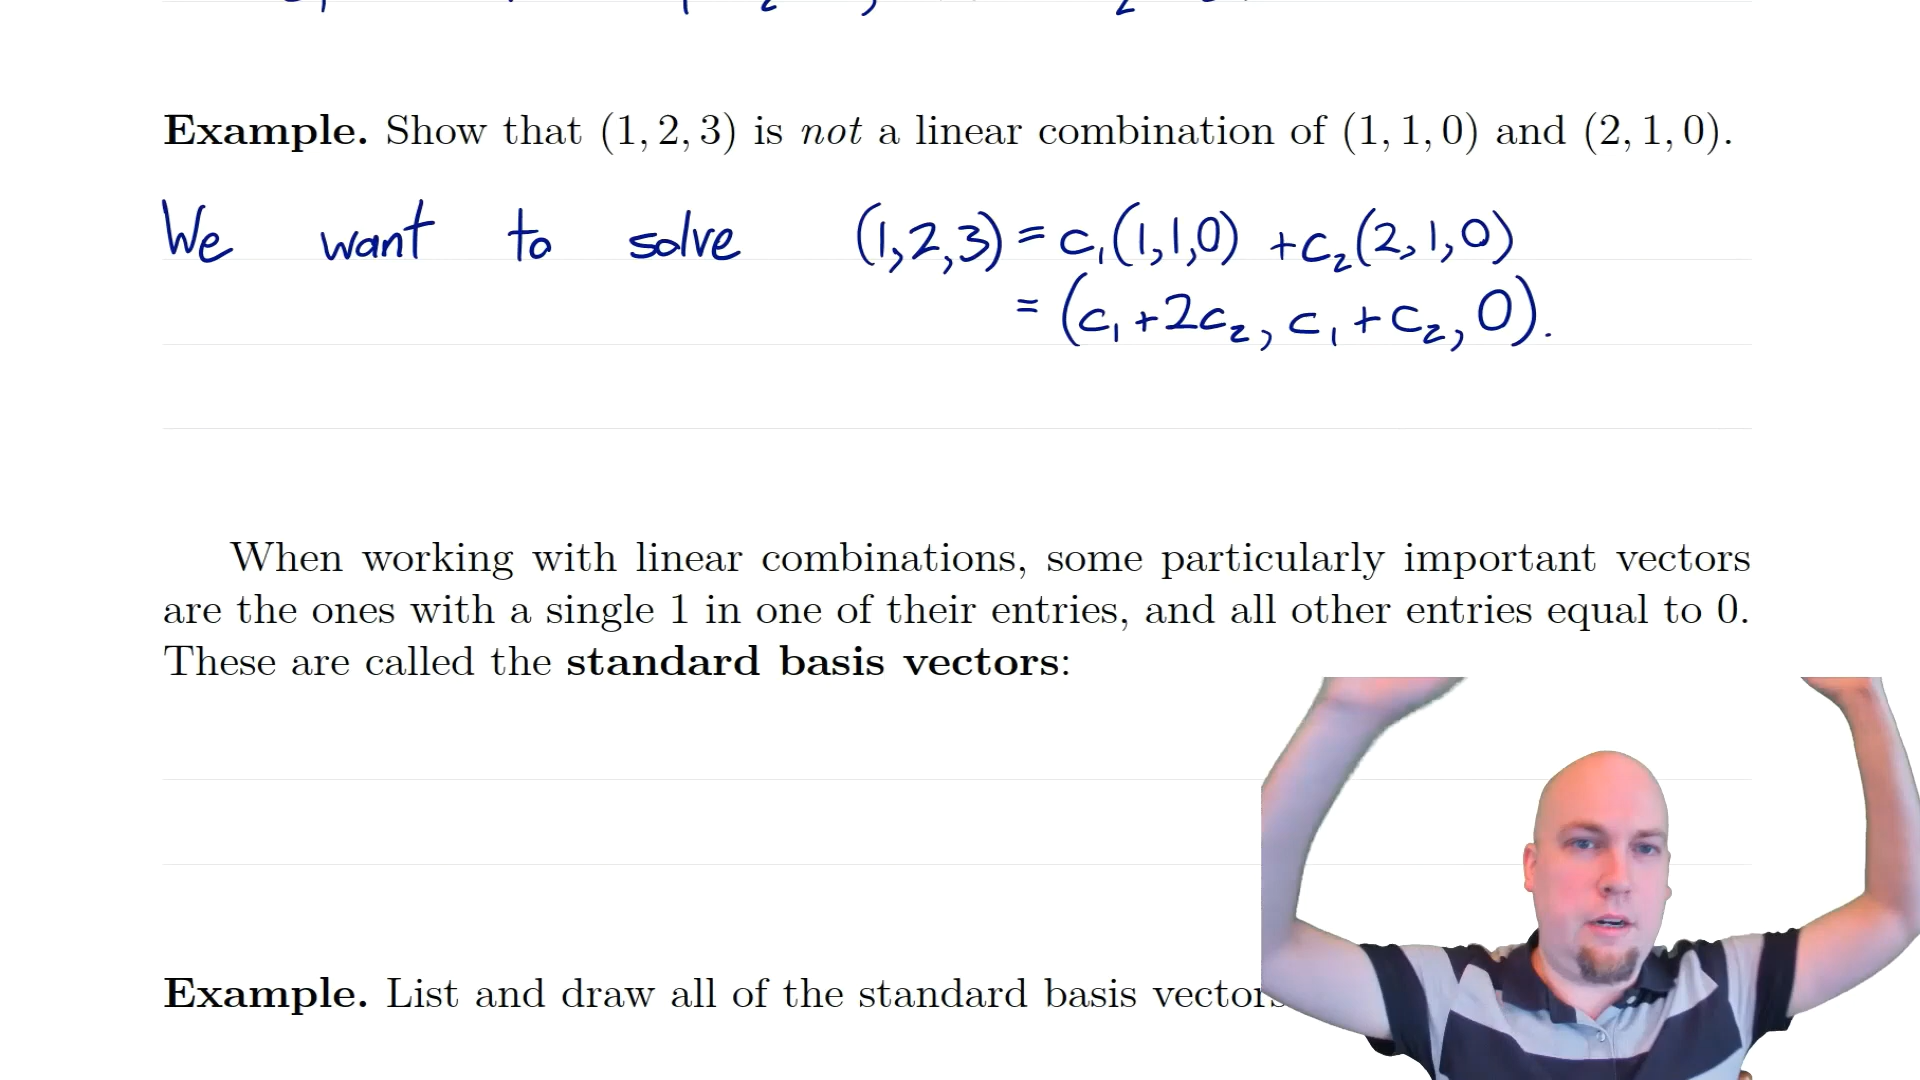 Example. Show that (1, 2, 3) is not a linear combination of (1, 1, 0) and (2, 1, 0).
We want to solve (1,2,3) = c₁(1,1,0) + c₂(2,1,0)
= (c₁ + 2c₂, c₁ + c₂, 0).
When working with linear combinations, some particularly important vectors
are the ones with a single 1 in one of their entries, and all other entries equal to 0.
These are called the standard basis vectors:
Example. List and draw all of the standard basis vectors